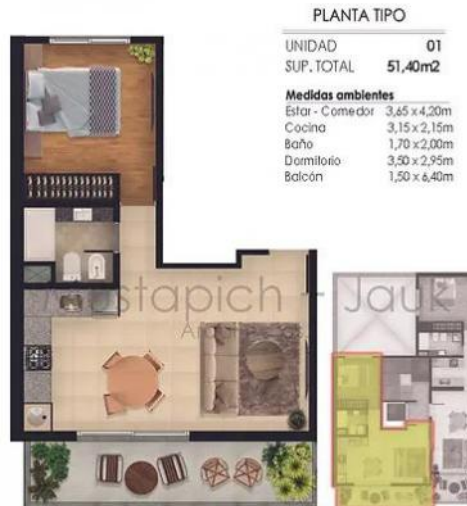 PLANTA TIPO
UNIDAD 01
SUP. TOTAL 51,40m2
Medidas ambientes
Estar - Comedor 3,65 x 4,20m
Cocina 3,15 x 2,15m
Baño 1,70 x 2,00m
Dormitorio 3,50 x 2,95m
Balcón 1,50 x 6,40m
stapich + Jauk